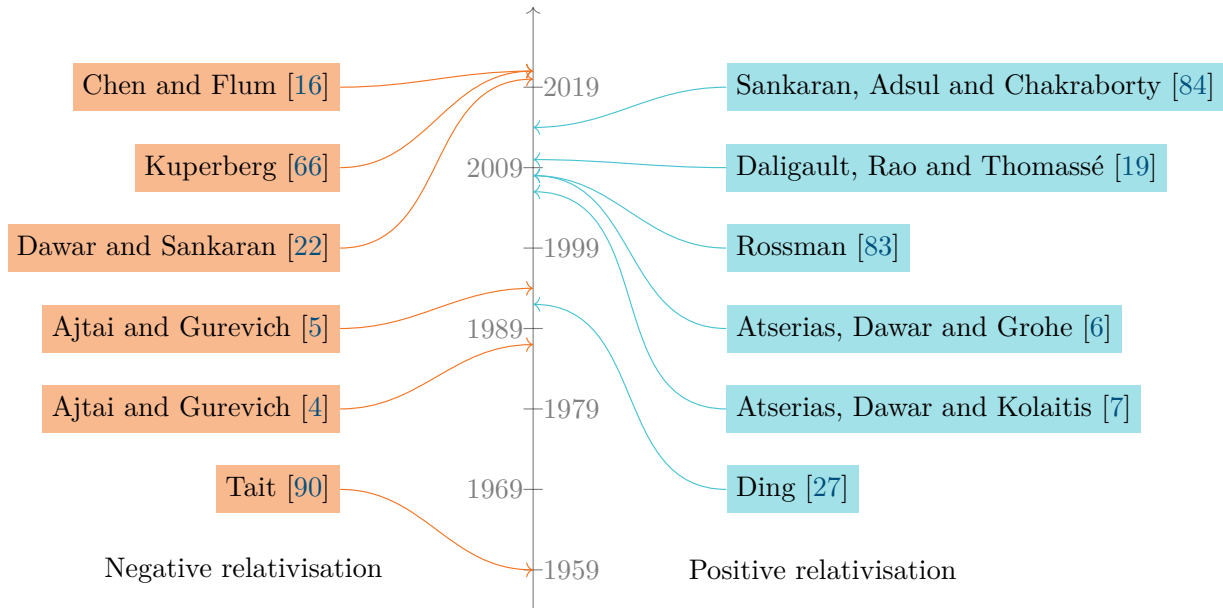 Chen and Flum [16]
2019
Sankaran, Adsul and Chakraborty [84]
Kuperberg [66]
2009
Daligault, Rao and Thomassé [19]
Dawar and Sankaran [22]
1999
Rossman [83]
Ajtai and Gurevich [5]
1989
Atserias, Dawar and Grohe [6]
Ajtai and Gurevich [4]
1979
Atserias, Dawar and Kolaitis [7]
Tait [90]
1969
Ding [27]
Negative relativisation
1959
Positive relativisation